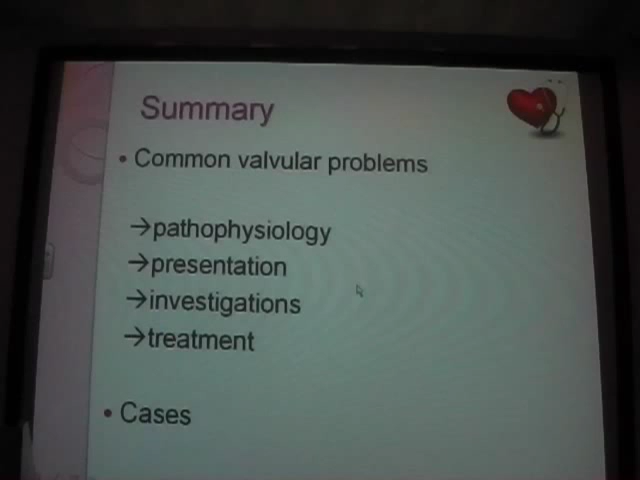 Summary
• Common valvular problems
→pathophysiology
→presentation
→investigations
→treatment
• Cases